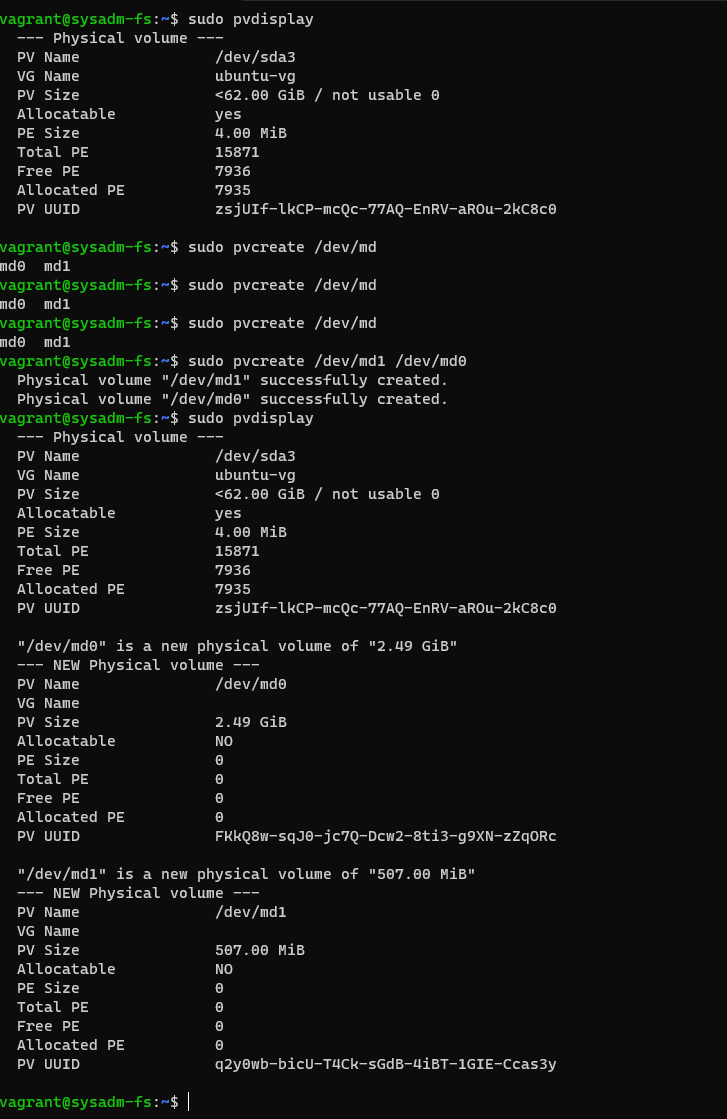 vagrant@sysadm-fs:~$ sudo pvdisplay
--- Physical volume ---
PV Name /dev/sda3
VG Name ubuntu-vg
PV Size <62.00 GiB / not usable 0
Allocatable yes
PE Size 4.00 MiB
Total PE 15871
Free PE 7936
Allocated PE 7935
PV UUID zsjUIf-lkCP-mcQc-77AQ-EnRV-aROu-2kC8c0
vagrant@sysadm-fs:~$ sudo pvcreate /dev/md
md0 md1
vagrant@sysadm-fs:~$ sudo pvcreate /dev/md
md0 md1
vagrant@sysadm-fs:~$ sudo pvcreate /dev/md
md0 md1
vagrant@sysadm-fs:~$ sudo pvcreate /dev/md1 /dev/md0
Physical volume "/dev/md1" successfully created.
Physical volume "/dev/md0" successfully created.
vagrant@sysadm-fs:~$ sudo pvdisplay
--- Physical volume ---
PV Name /dev/sda3
VG Name ubuntu-vg
PV Size <62.00 GiB / not usable 0
Allocatable yes
PE Size 4.00 MiB
Total PE 15871
Free PE 7936
Allocated PE 7935
PV UUID zsjUIf-lkCP-mcQc-77AQ-EnRV-aROu-2kC8c0
"/dev/md0" is a new physical volume of "2.49 GiB"
--- NEW Physical volume ---
PV Name /dev/md0
VG Name
PV Size 2.49 GiB
Allocatable NO
PE Size 0
Total PE 0
Free PE 0
Allocated PE 0
PV UUID FKkQ8w-sqJ0-jc7Q-Dcw2-8ti3-g9XN-zZqORc
"/dev/md1" is a new physical volume of "507.00 MiB"
--- NEW Physical volume ---
PV Name /dev/md1
VG Name
PV Size 507.00 MiB
Allocatable NO
PE Size 0
Total PE 0
Free PE 0
Allocated PE 0
PV UUID q2y0wb-bicU-T4Ck-sGdB-4iBT-1GIE-Ccas3y
vagrant@sysadm-fs:~$